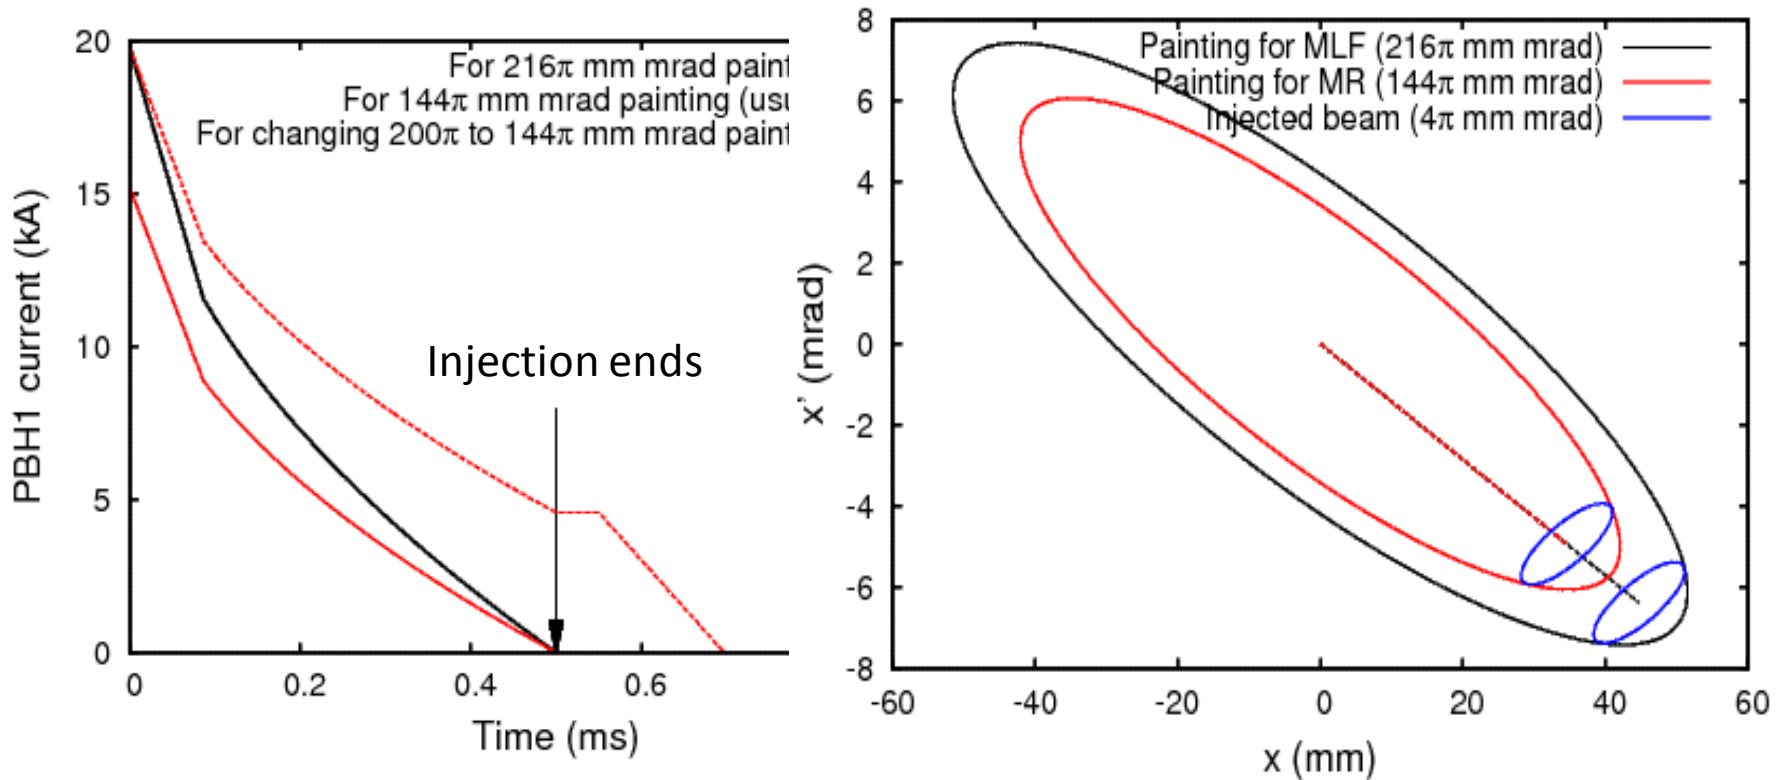 20
15
10
5
0
PBH1 current (kA)
For 216π mm mrad paint
For 144π mm mrad painting (usu
For changing 200π to 144π mm mrad paint
Injection ends
0
0.2
0.4
0.6
Time (ms)
8
6
4
2
0
-2
-4
-6
-8
x' (mrad)
Painting for MLF (216π mm mrad)
Painting for MR (144π mm mrad)
Injected beam (4π mm mrad)
-60
-40
-20
0
20
40
60
x (mm)